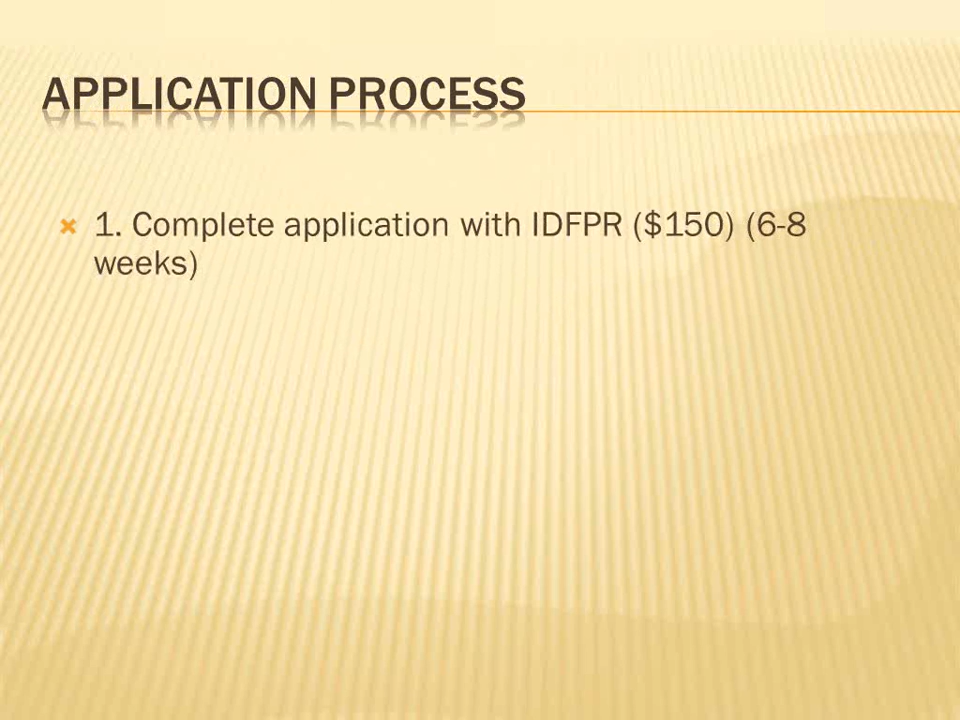 APPLICATION PROCESS
1. Complete application with IDFPR ($150) (6-8
weeks)